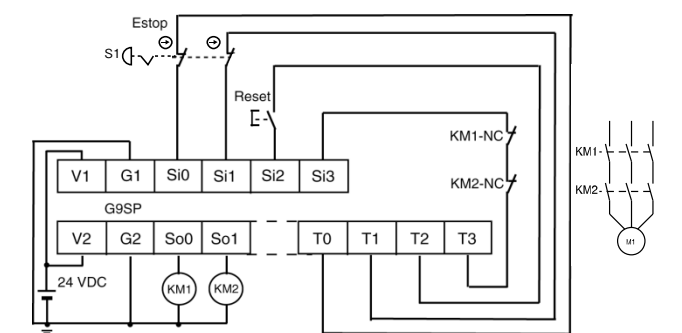 Estop
S1
Reset
KM1-NC
KM2-NC
KM1-
KM2-
M1
V1 G1 Si0 Si1 Si2 Si3
G9SP
V2 G2 So0 So1 T0 T1 T2 T3
24 VDC
KM1 KM2